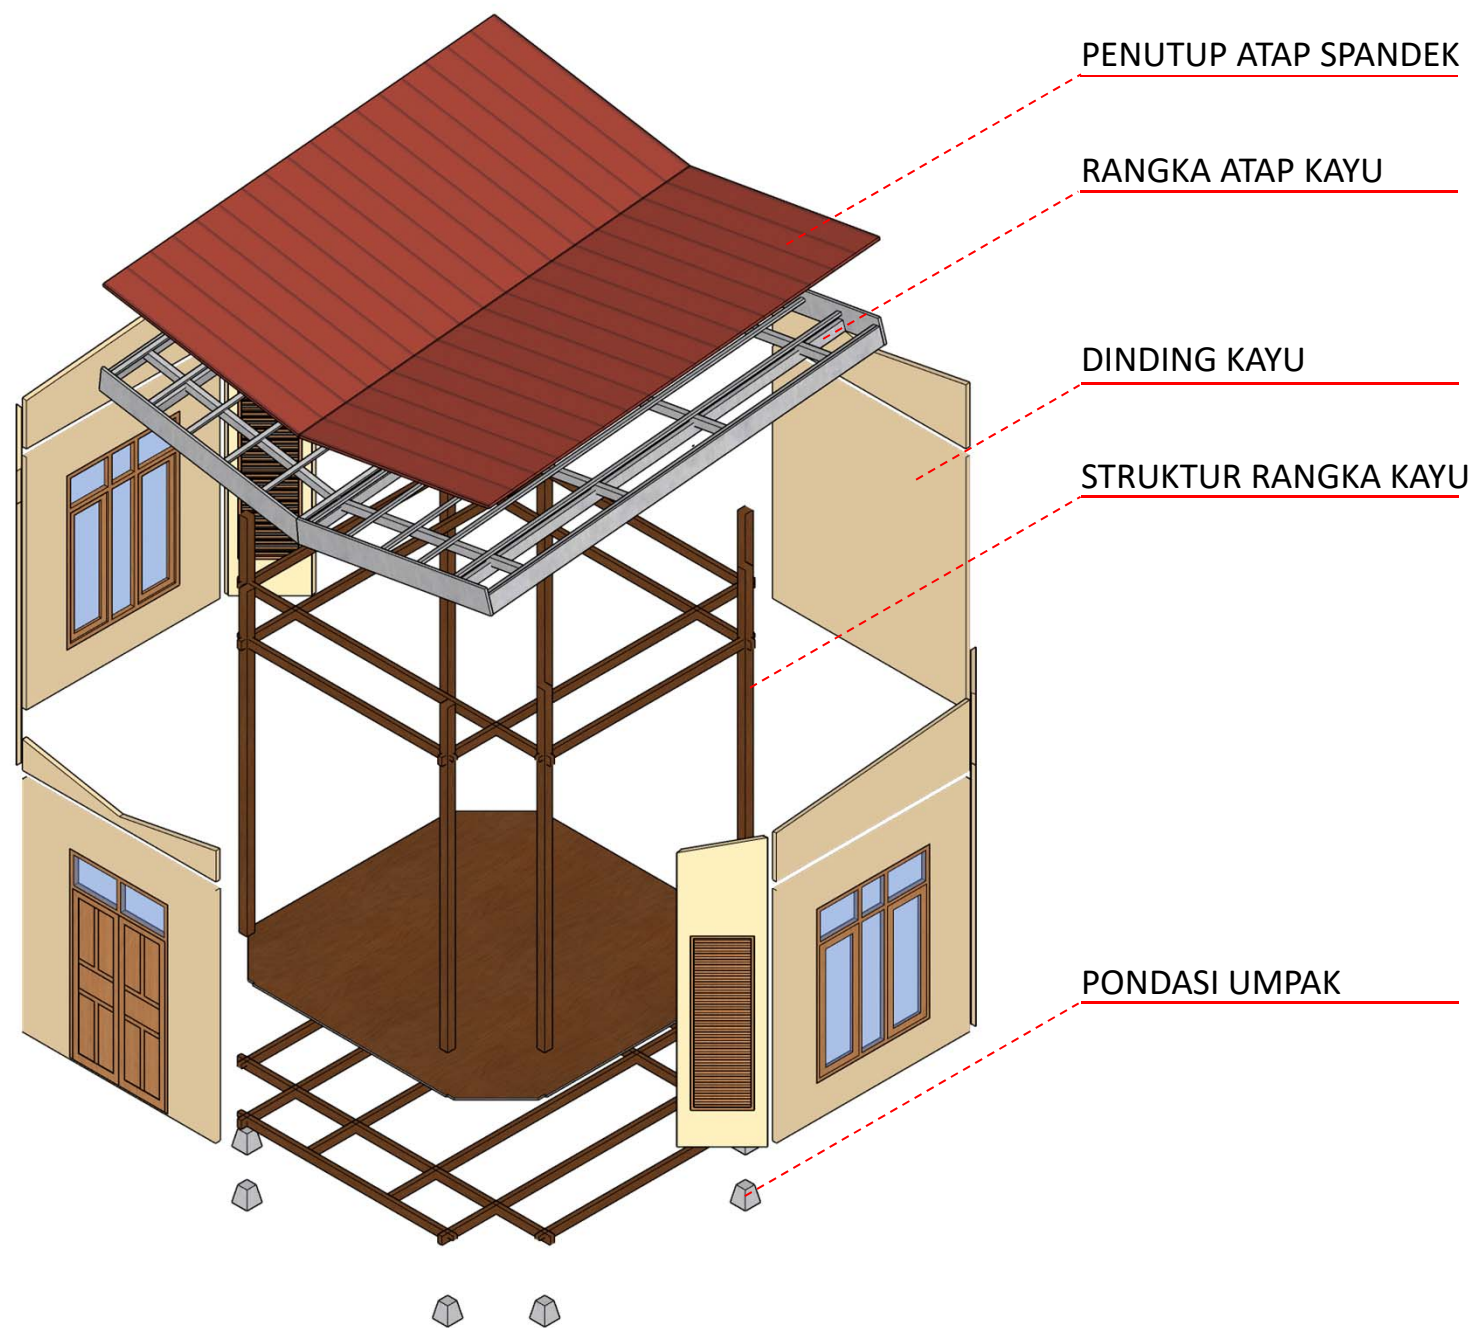 PENUTUP ATAP SPANDEK
RANGKA ATAP KAYU
DINDING KAYU
STRUKTUR RANGKA KAYU
PONDASI UMPAK